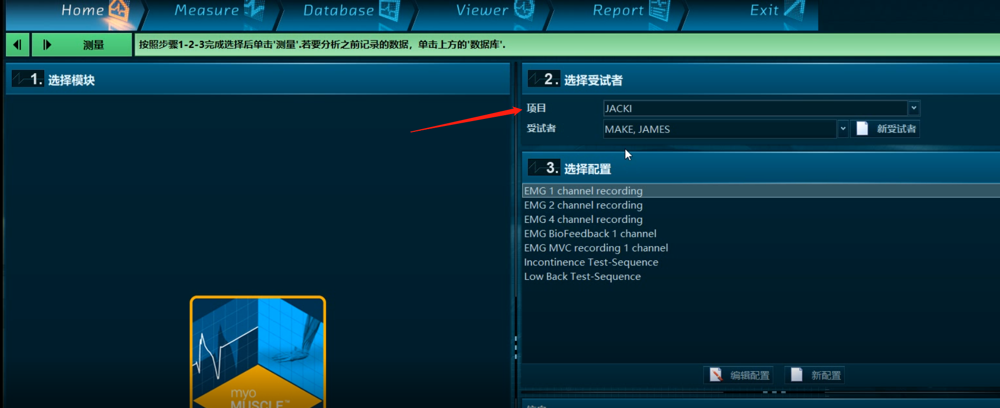 Home Measure Database Viewer Report Exit
测量 按照步骤1-2-3完成选择后单击'测量'.若要分析之前记录的数据，单击上方的'数据库'.
1. 选择模块
2. 选择受试者
项目 JACKI
受试者 MAKE, JAMES 新受试者
3. 选择配置
EMG 1 channel recording
EMG 2 channel recording
EMG 4 channel recording
EMG BioFeedback 1 channel
EMG MVC recording 1 channel
Incontinence Test-Sequence
Low Back Test-Sequence
编辑配置 新配置
myo
MUSCLE™